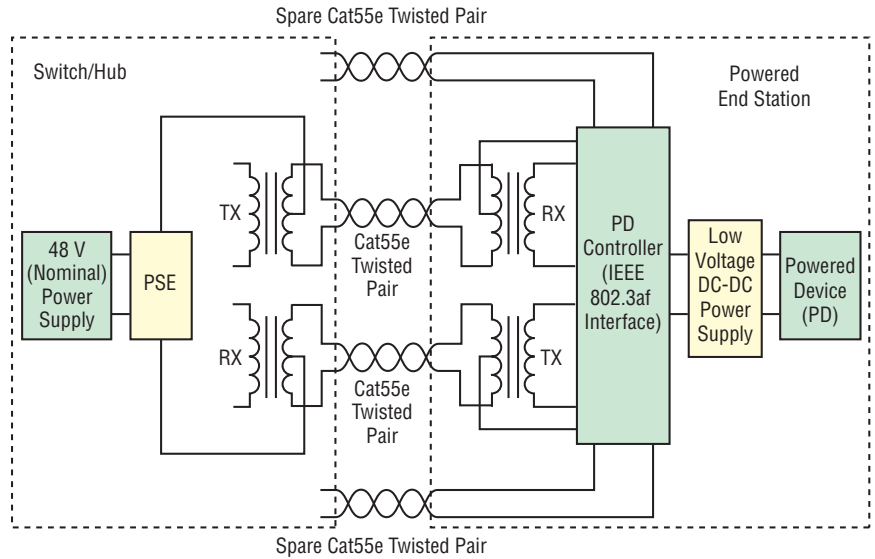 Spare Cat55e Twisted Pair
Switch/Hub
Powered
End Station
TX
Cat55e
Twisted
Pair
RX
48 V
(Nominal)
Power
Supply
PSE
PD
Controller
(IEEE
802.3af
Interface)
Low
Voltage
DC-DC
Power
Supply
Powered
Device
(PD)
RX
Cat55e
Twisted
Pair
TX
Spare Cat55e Twisted Pair